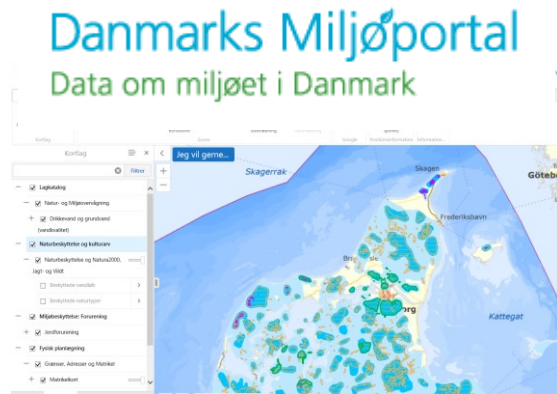 Danmarks Miljøportal
Data om miljøet i Danmark
Kortlag
Jeg vil gerne...
Filtrer
Lagkatalog
Natur- og Miljøovervågning
Drikkevand og grundvand
(vandkvalitet)
Naturbeskyttelse og kulturarv
Naturbeskyttelse og Natura2000,
Jagt- og Vildt
Beskyttede vandløb
Beskyttede naturtyper
Miljøbeskyttelse: Forurening
Jordforurening
Fysisk planlægning
Grænser, Adresser og Matrikel
Matrikelkort
Skagerrak
Skagen
Göteb
Frederikshavn
Kattegat